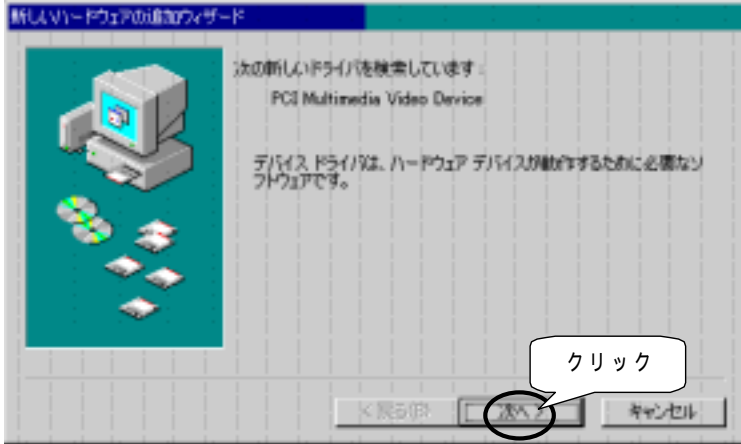 新しいハードウェアの追加ウィザード
次の新しいドライバを検索しています:
PCI Multimedia Video Device
デバイス ドライバは、ハードウェア デバイスが動作するために必要なソ
フトウェアです。
クリック
< 戻る(B) 次へ > キャンセル